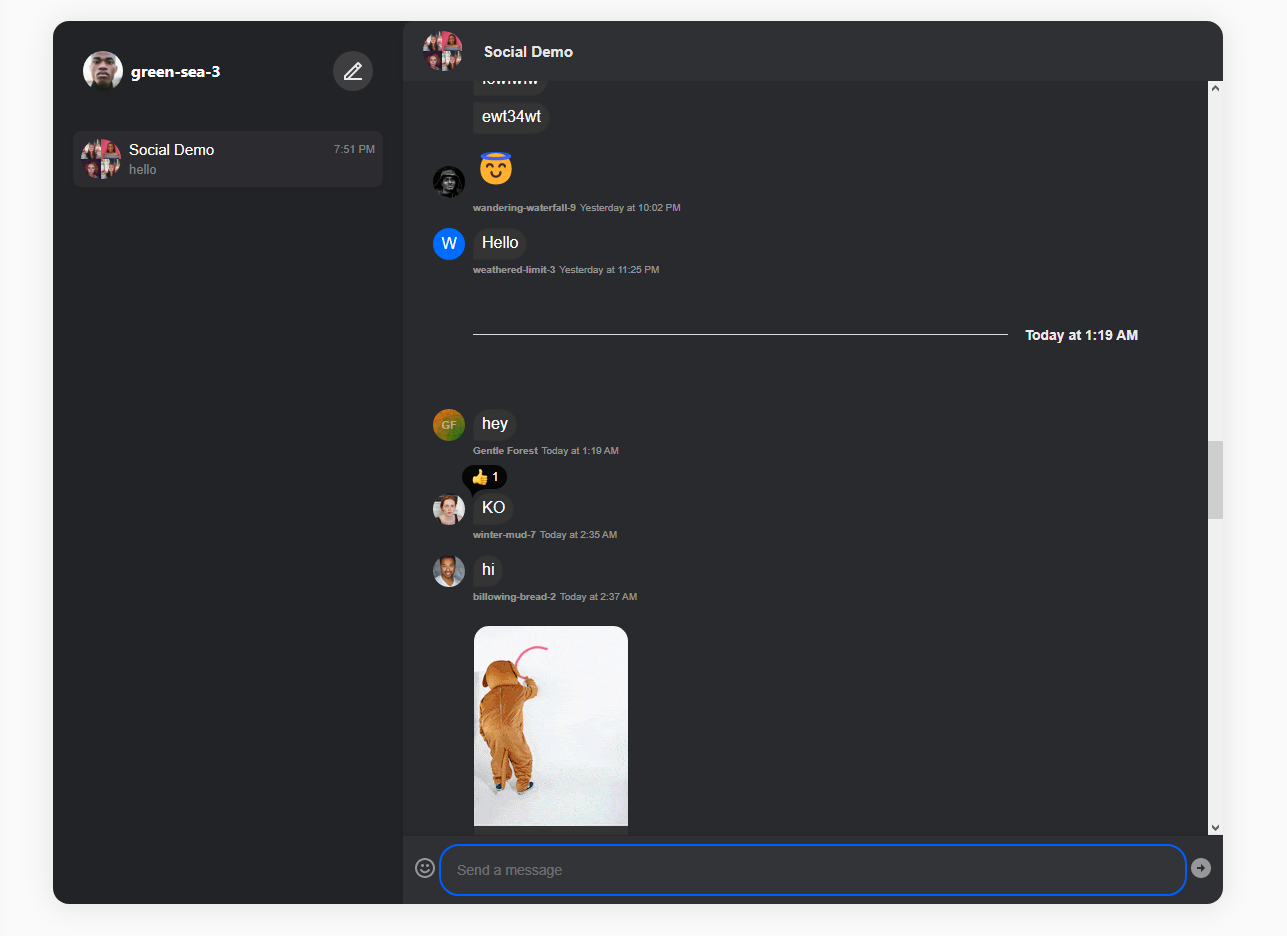 green-sea-3
Social Demo
7:51 PM
hello
Social Demo
ewt34wt
wandering-waterfall-9 Yesterday at 10:02 PM
W
Hello
weathered-limit-3 Yesterday at 11:25 PM
Today at 1:19 AM
GF
hey
Gentle Forest Today at 1:19 AM
1
KO
winter-mud-7 Today at 2:35 AM
hi
billowing-bread-2 Today at 2:37 AM
Send a message